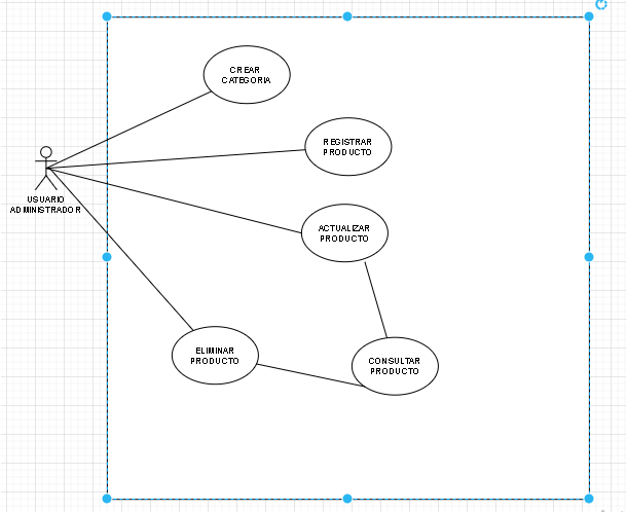 CREAR
CATEGORIA
REGISTRAR
PRODUCTO
USUARIO
ADMINISTRADOR
ACTUALIZAR
PRODUCTO
ELIMINAR
PRODUCTO
CONSULTAR
PRODUCTO